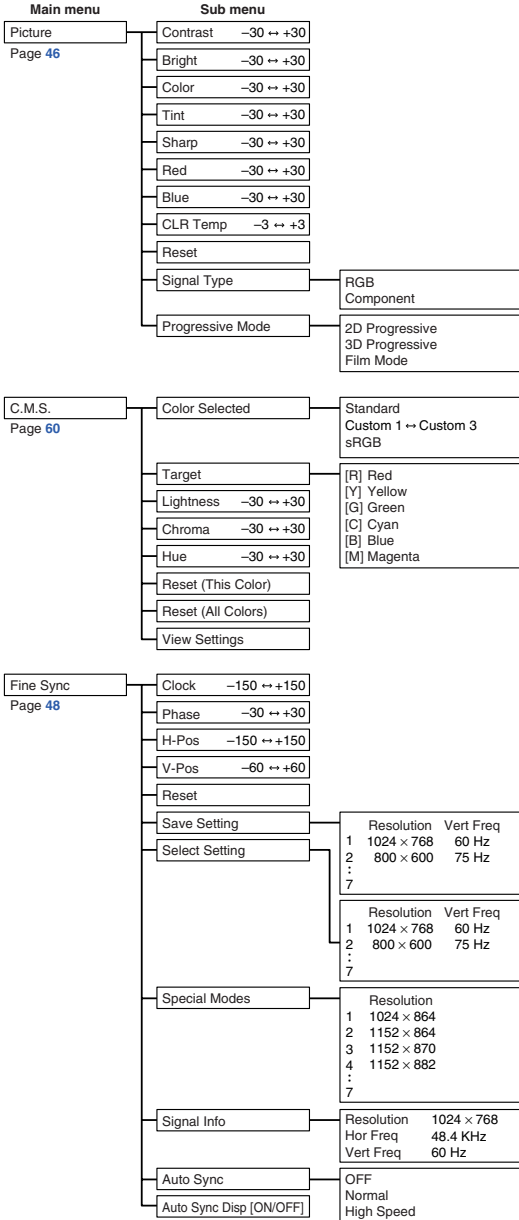 Main menu Sub menu
Picture
Page 46
Contrast –30 ↔ +30
Bright –30 ↔ +30
Color –30 ↔ +30
Tint –30 ↔ +30
Sharp –30 ↔ +30
Red –30 ↔ +30
Blue –30 ↔ +30
CLR Temp –3 ↔ +3
Reset
Signal Type
RGB
Component
Progressive Mode
2D Progressive
3D Progressive
Film Mode
C.M.S.
Page 60
Color Selected
Standard
Custom 1 ↔ Custom 3
sRGB
Target
[R] Red
[Y] Yellow
[G] Green
[C] Cyan
[B] Blue
[M] Magenta
Lightness –30 ↔ +30
Chroma –30 ↔ +30
Hue –30 ↔ +30
Reset (This Color)
Reset (All Colors)
View Settings
Fine Sync
Page 48
Clock –150 ↔ +150
Phase –30 ↔ +30
H-Pos –150 ↔ +150
V-Pos –60 ↔ +60
Reset
Save Setting
Resolution Vert Freq
1 1024 × 768 60 Hz
2 800 × 600 75 Hz
:
7
Select Setting
Resolution Vert Freq
1 1024 × 768 60 Hz
2 800 × 600 75 Hz
:
7
Special Modes
Resolution
1 1024 × 864
2 1152 × 864
3 1152 × 870
4 1152 × 882
:
7
Signal Info
Resolution 1024 × 768
Hor Freq 48.4 KHz
Vert Freq 60 Hz
Auto Sync
OFF
Normal
High Speed
Auto Sync Disp [ON/OFF]